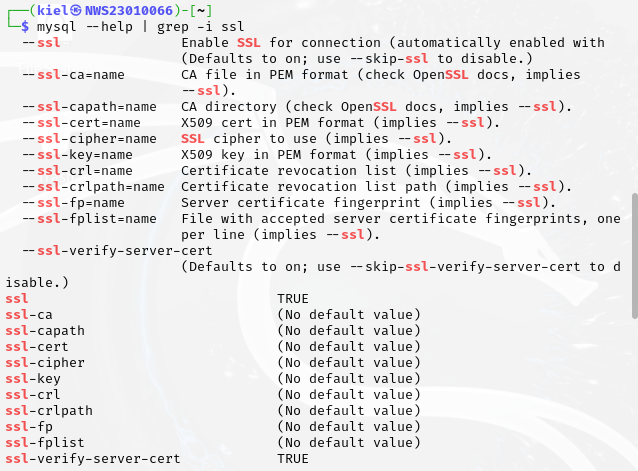 ┌──(kiel㉿NWS23010066)-[~]
└─$ mysql --help | grep -i ssl
  --ssl               Enable SSL for connection (automatically enabled with
                      (Defaults to on; use --skip-ssl to disable.)
  --ssl-ca=name       CA file in PEM format (check OpenSSL docs, implies
                      --ssl).
  --ssl-capath=name   CA directory (check OpenSSL docs, implies --ssl).
  --ssl-cert=name     X509 cert in PEM format (implies --ssl).
  --ssl-cipher=name   SSL cipher to use (implies --ssl).
  --ssl-key=name      X509 key in PEM format (implies --ssl).
  --ssl-crl=name      Certificate revocation list (implies --ssl).
  --ssl-crlpath=name  Certificate revocation list path (implies --ssl).
  --ssl-fp=name       Server certificate fingerprint (implies --ssl).
  --ssl-fplist=name   File with accepted server certificate fingerprints, one
                      per line (implies --ssl).
  --ssl-verify-server-cert
                      (Defaults to on; use --skip-ssl-verify-server-cert to d
isable.)
ssl                               TRUE
ssl-ca                            (No default value)
ssl-capath                        (No default value)
ssl-cert                          (No default value)
ssl-cipher                        (No default value)
ssl-key                           (No default value)
ssl-crl                           (No default value)
ssl-crlpath                       (No default value)
ssl-fp                            (No default value)
ssl-fplist                        (No default value)
ssl-verify-server-cert            TRUE